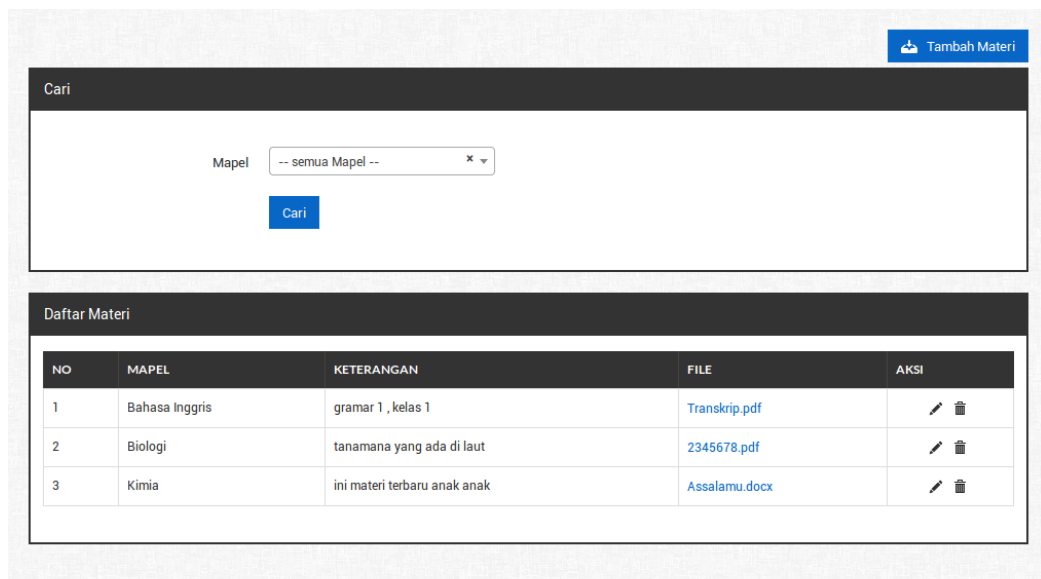 Tambah Materi
Cari
Mapel -- semua Mapel -- ×
Cari
Daftar Materi
NO MAPEL KETERANGAN FILE AKSI
1 Bahasa Inggris gramar 1 , kelas 1 Transkrip.pdf
2 Biologi tanamana yang ada di laut 2345678.pdf
3 Kimia ini materi terbaru anak anak Assalamu.docx